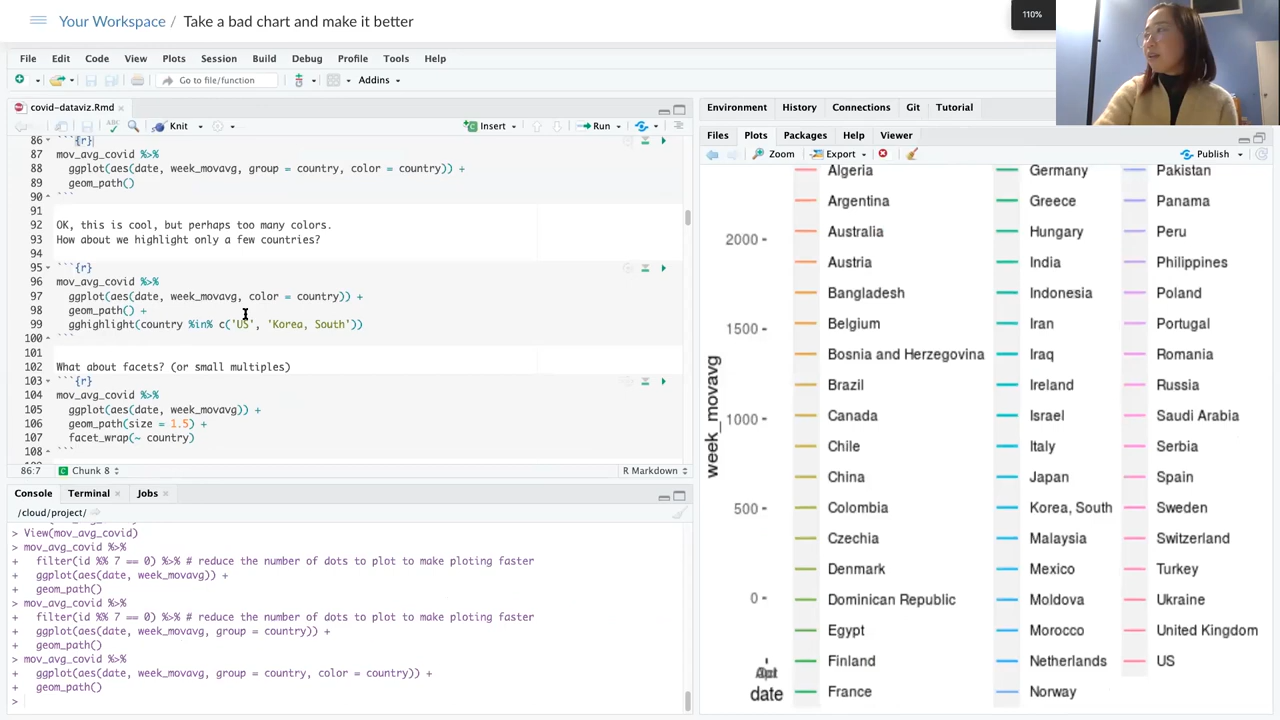 Your Workspace / Take a bad chart and make it better
110%
File Edit Code View Plots Session Build Debug Profile Tools Help
Go to file/function
Addins
covid-dataviz.Rmd
Knit
Insert
Run
86 ```{r}
87 mov_avg_covid %>%
88 ggplot(aes(date, week_movavg, group = country, color = country)) +
89 geom_path()
90 ```
91
92 OK, this is cool, but perhaps too many colors.
93 How about we highlight only a few countries?
94
95 ```{r}
96 mov_avg_covid %>%
97 ggplot(aes(date, week_movavg, color = country)) +
98 geom_path() +
99 gghighlight(country %in% c('US', 'Korea, South'))
100 ```
101
102 What about facets? (or small multiples)
103 ```{r}
104 mov_avg_covid %>%
105 ggplot(aes(date, week_movavg)) +
106 geom_path(size = 1.5) +
107 facet_wrap(~ country)
108 ```
86:7 Chunk 8 R Markdown
Console Terminal Jobs
/cloud/project/
> View(mov_avg_covid)
> mov_avg_covid %>%
+ filter(id %% 7 == 0) %>% # reduce the number of dots to plot to make ploting faster
+ ggplot(aes(date, week_movavg)) +
+ geom_path()
> mov_avg_covid %>%
+ filter(id %% 7 == 0) %>% # reduce the number of dots to plot to make ploting faster
+ ggplot(aes(date, week_movavg, group = country)) +
+ geom_path()
> mov_avg_covid %>%
+ ggplot(aes(date, week_movavg, group = country, color = country)) +
+ geom_path()
>
Environment History Connections Git Tutorial
Files Plots Packages Help Viewer
Zoom Export Publish
week_movavg
2000
1500
1000
500
0
date
Algeria
Argentina
Australia
Austria
Bangladesh
Belgium
Bosnia and Herzegovina
Brazil
Canada
Chile
China
Colombia
Czechia
Denmark
Dominican Republic
Egypt
Finland
France
Germany
Greece
Hungary
India
Indonesia
Iran
Iraq
Ireland
Israel
Italy
Japan
Korea, South
Malaysia
Mexico
Moldova
Morocco
Netherlands
Norway
Pakistan
Panama
Peru
Philippines
Poland
Portugal
Romania
Russia
Saudi Arabia
Serbia
Spain
Sweden
Switzerland
Turkey
Ukraine
United Kingdom
US